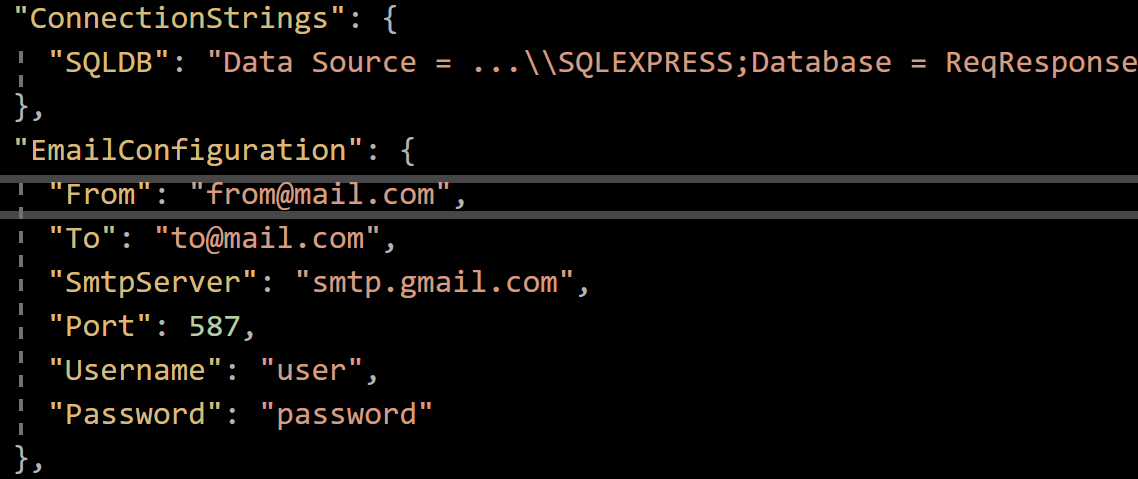 "ConnectionStrings": {
"SQLDB": "Data Source = ...\\SQLEXPRESS;Database = ReqResponse
},
"EmailConfiguration": {
"From": "from@mail.com",
"To": "to@mail.com",
"SmtpServer": "smtp.gmail.com",
"Port": 587,
"Username": "user",
"Password": "password"
},